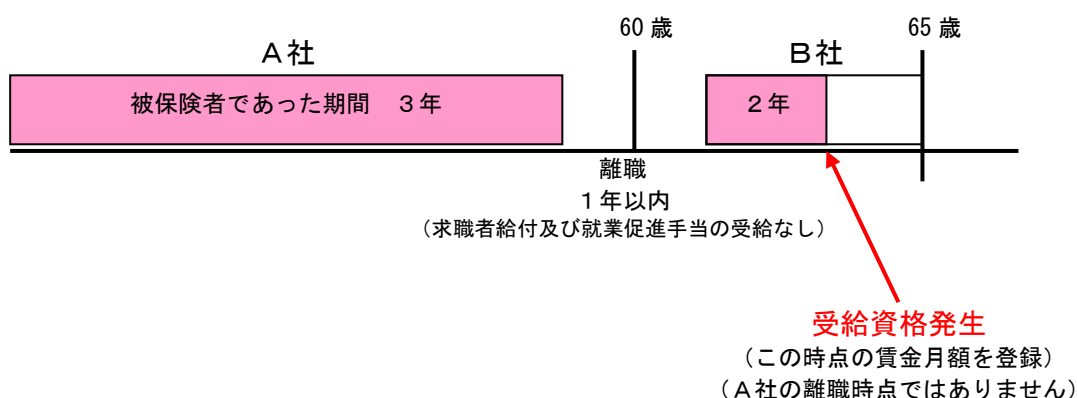 60 歳
65 歳
Ａ社
Ｂ社
被保険者であった期間　３年
２年
離職
１年以内
（求職者給付及び就業促進手当の受給なし）
受給資格発生
（この時点の賃金月額を登録）
（Ａ社の離職時点ではありません）